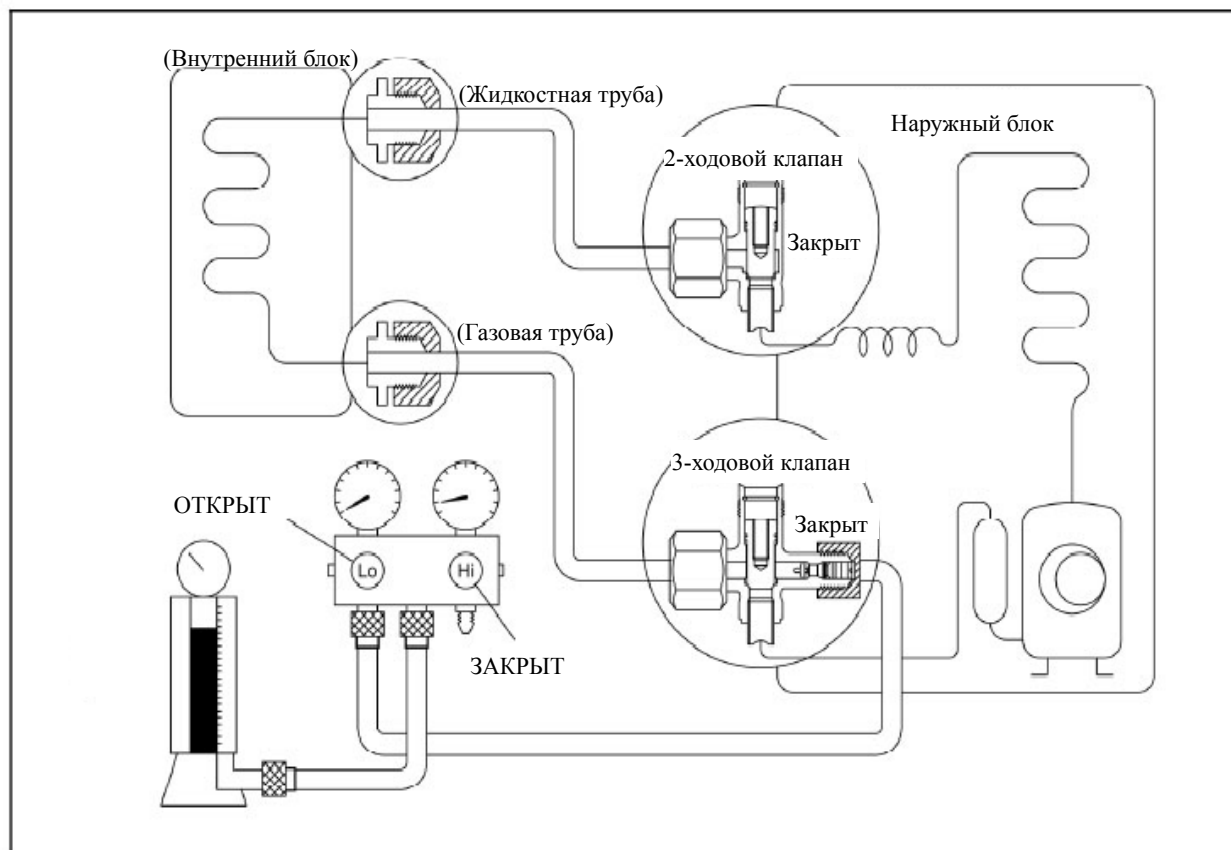 (Внутренний блок)
(Жидкостная труба)
Наружный блок
2-ходовой клапан
Закрыт
(Газовая труба)
3-ходовой клапан
Закрыт
ОТКРЫТ
Lo
Hi
ЗАКРЫТ